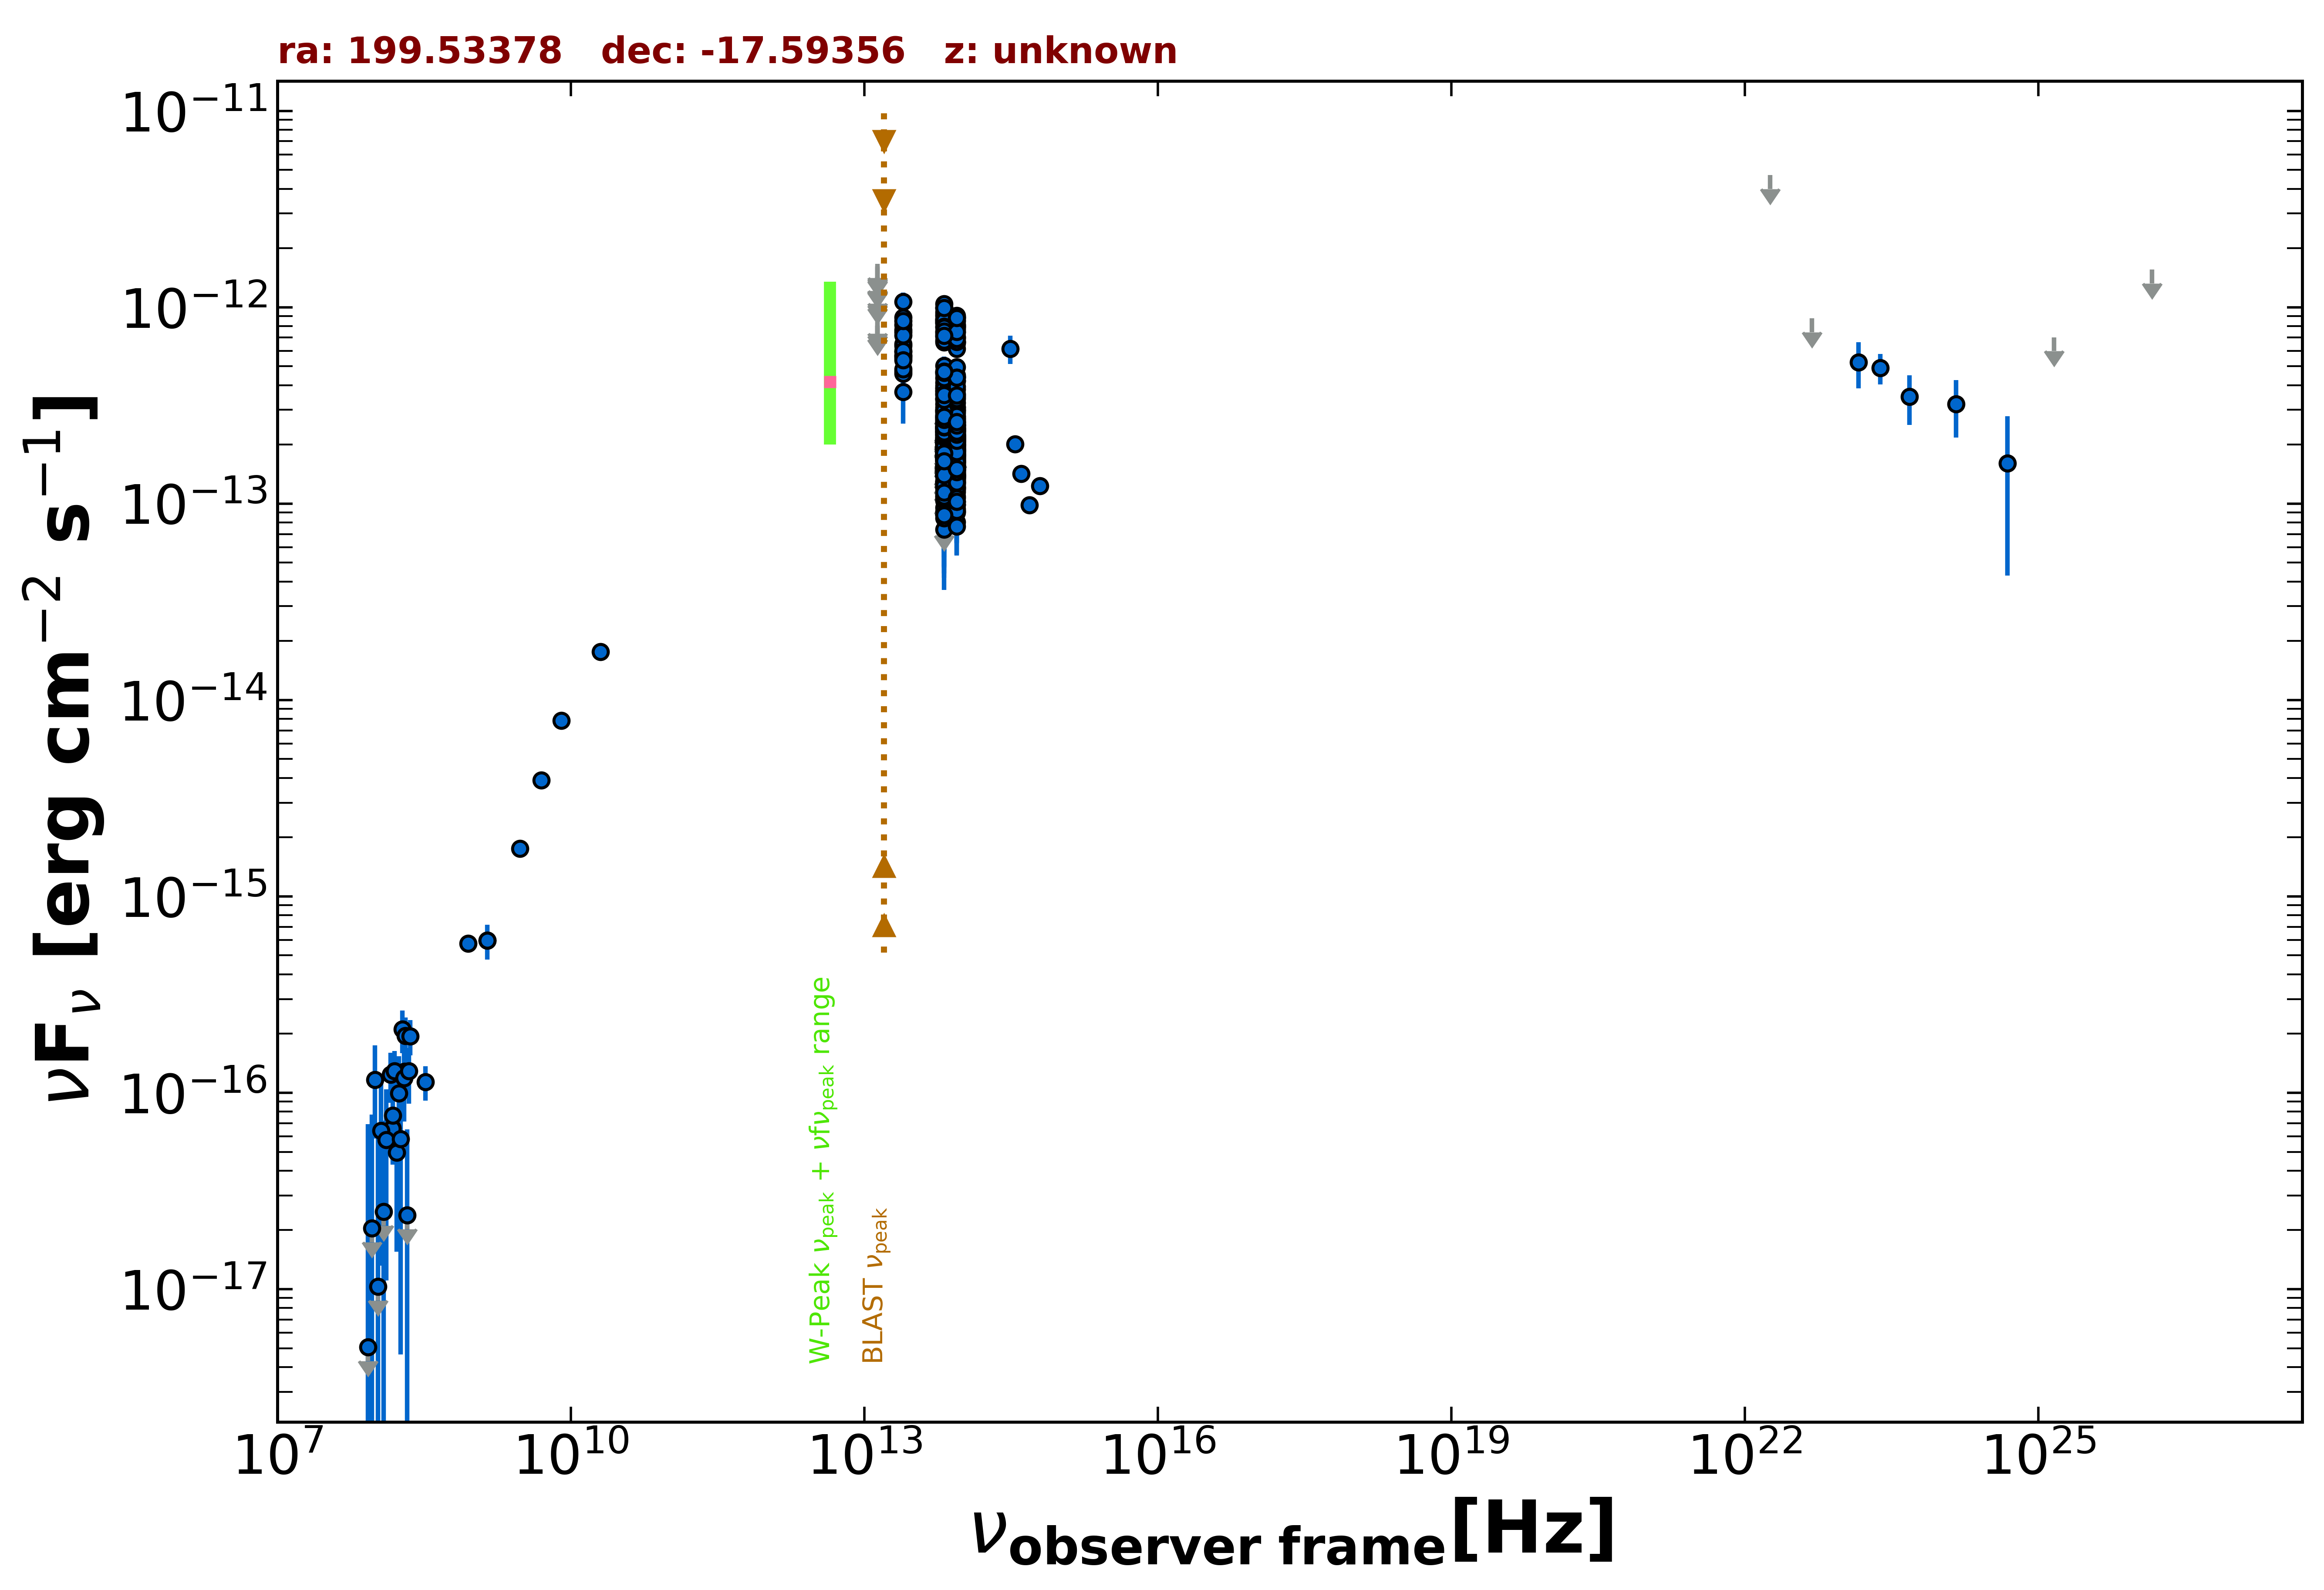 ra: 199.53378   dec: -17.59356   z: unknown
10⁻¹¹
10⁻¹²
10⁻¹³
10⁻¹⁴
10⁻¹⁵
10⁻¹⁶
10⁻¹⁷
νFν [erg cm⁻² s⁻¹]
W-Peak νpeak + νfνpeak range
BLAST νpeak
10⁷ 10¹⁰ 10¹³ 10¹⁶ 10¹⁹ 10²² 10²⁵
νobserver frame[Hz]